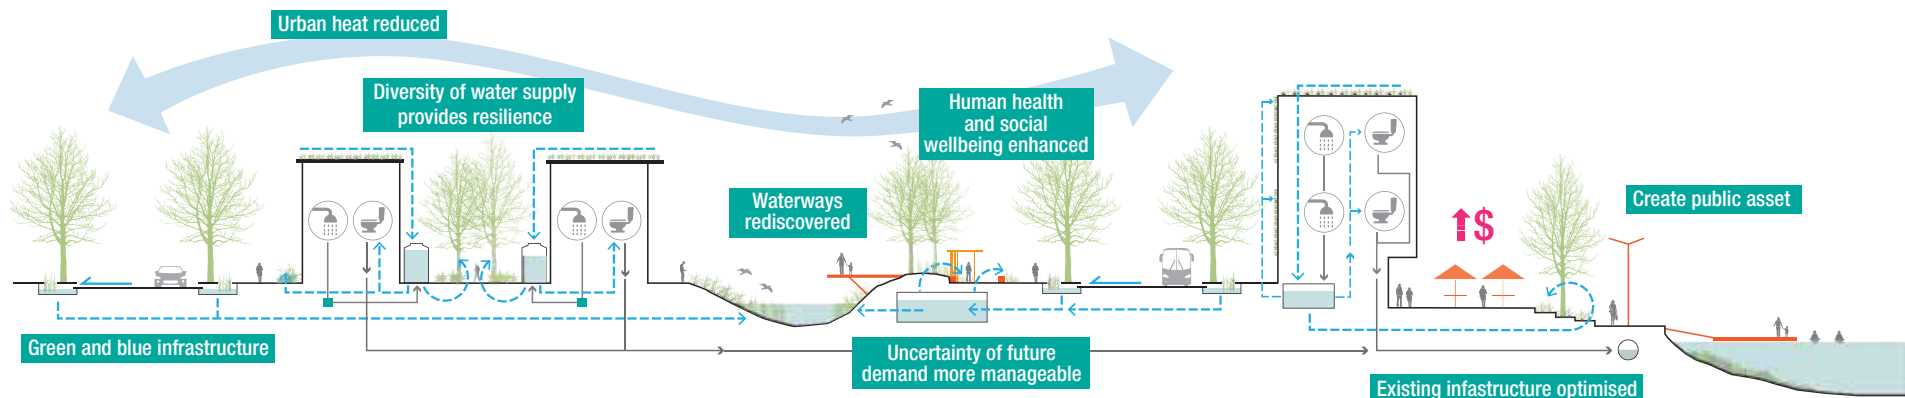 Urban heat reduced
Diversity of water supply
provides resilience
Human health
and social
wellbeing enhanced
Waterways
rediscovered
Create public asset
$
Green and blue infrastructure
Uncertainty of future
demand more manageable
Existing infastructure optimised